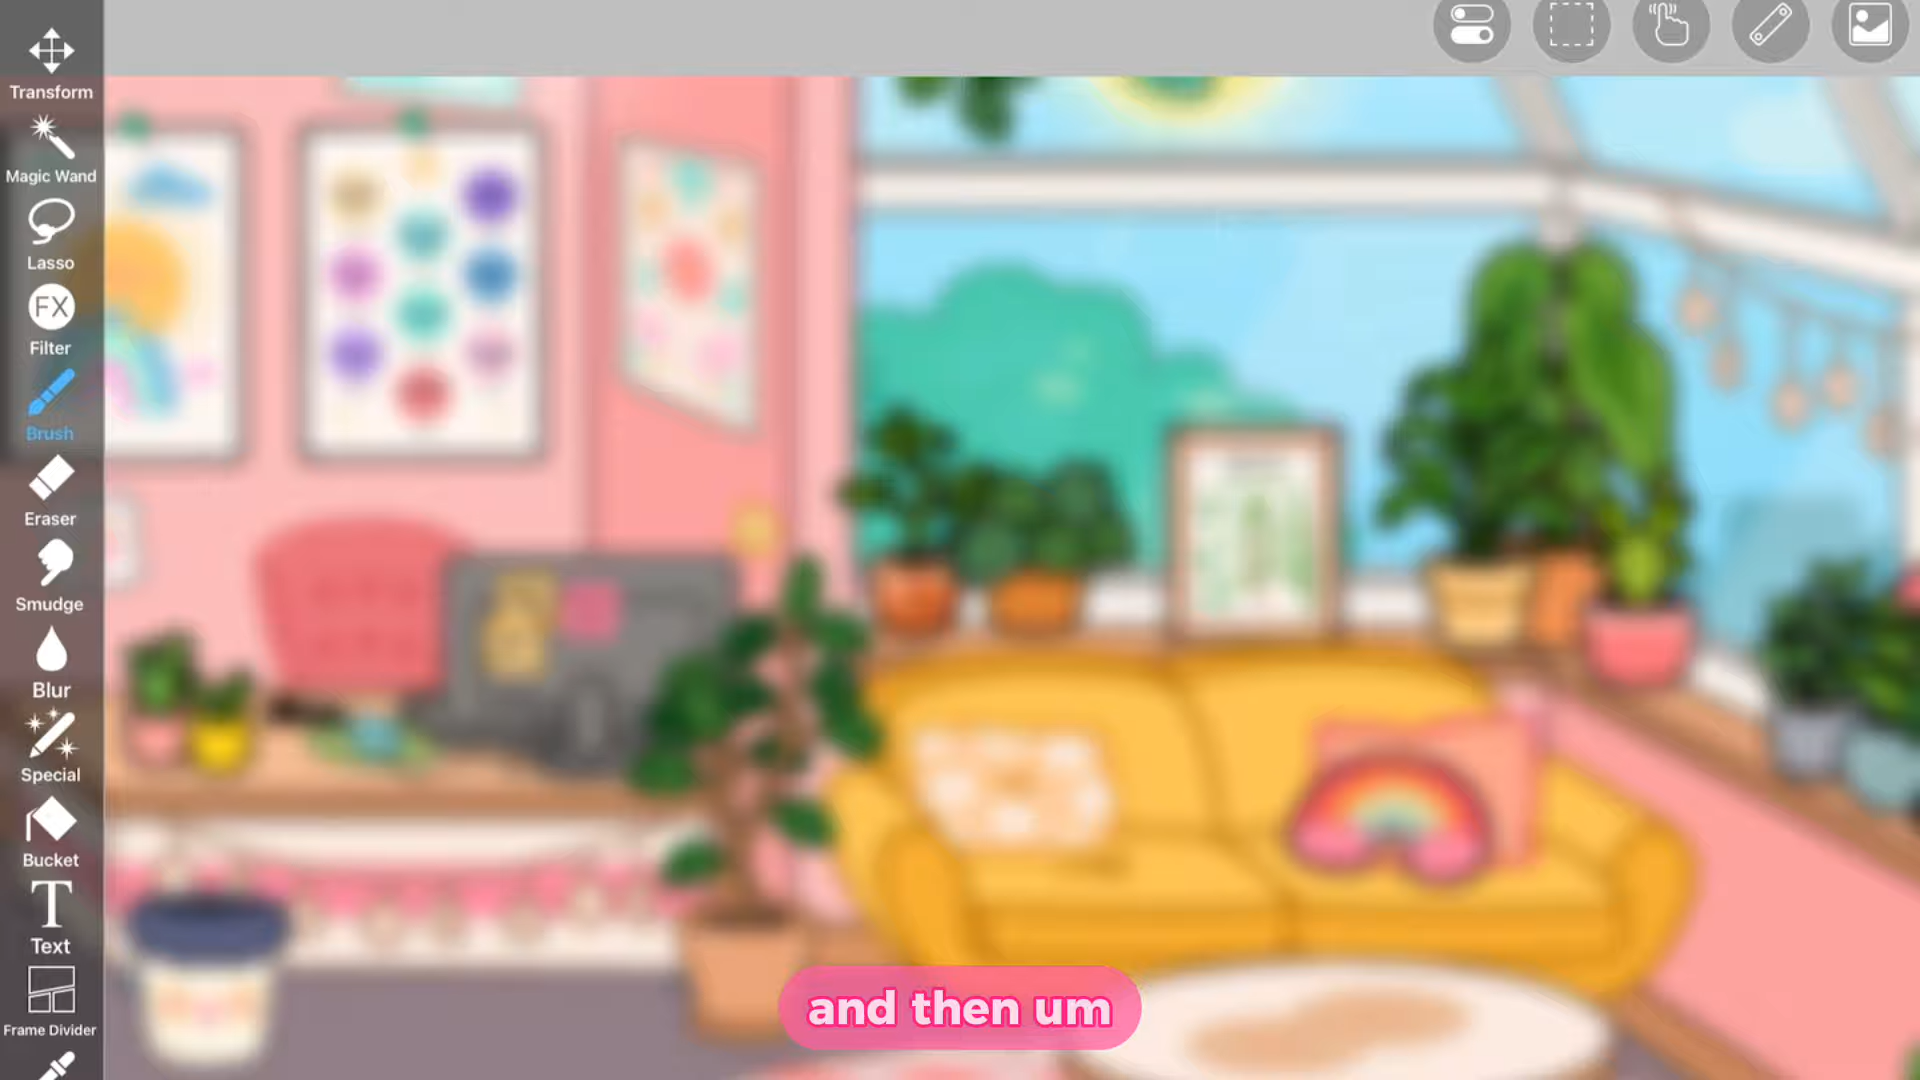 Transform
Magic Wand
Lasso
FX
Filter
Brush
Eraser
Smudge
Blur
Special
Bucket
T
Text
Frame Divider
and then um